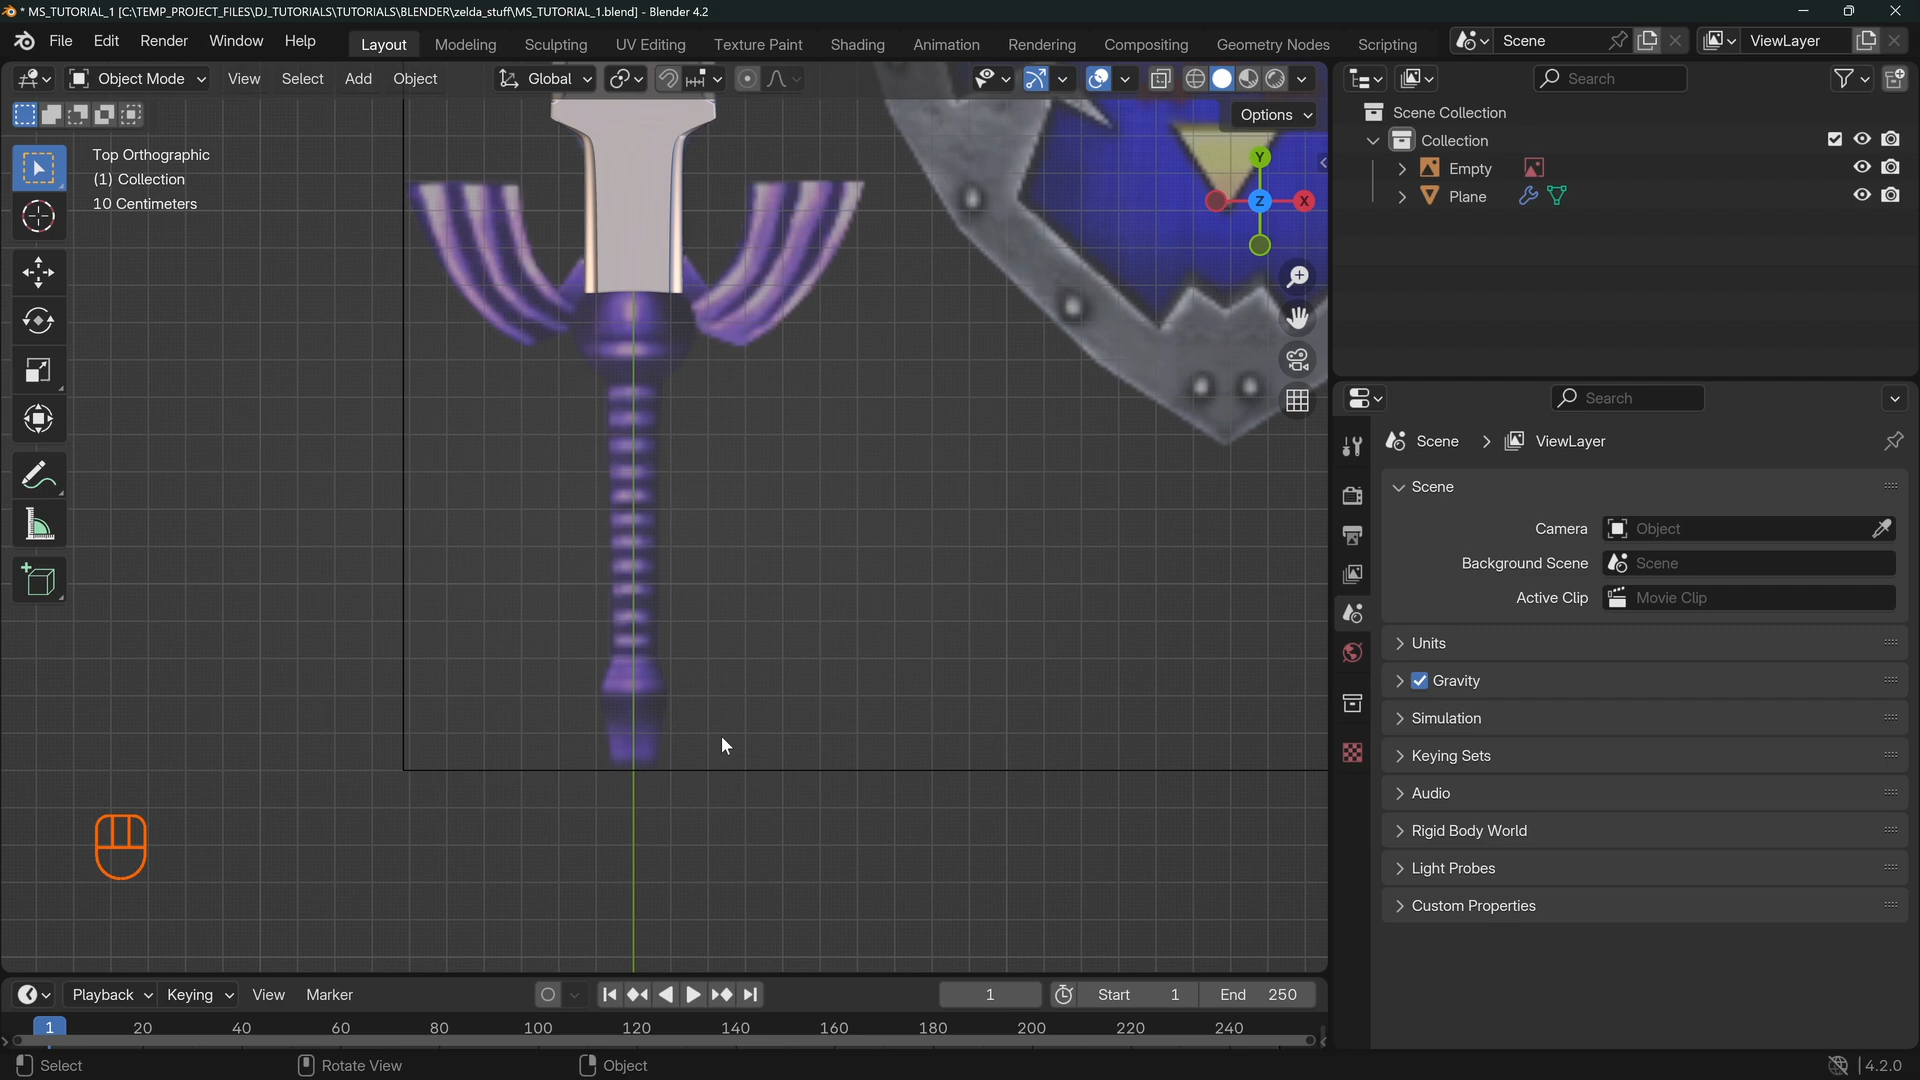 * MS_TUTORIAL_1 [C:\TEMP_PROJECT_FILES\DJ_TUTORIALS\TUTORIALS\BLENDER\zelda_stuff\MS_TUTORIAL_1.blend] - Blender 4.2
File Edit Render Window Help Layout Modeling Sculpting UV Editing Texture Paint Shading Animation Rendering Compositing Geometry Nodes Scripting Scene ViewLayer
Object Mode View Select Add Object Global Search
Options
Top Orthographic
(1) Collection
10 Centimeters
Y
X
Z
Scene Collection
Collection
Empty
Plane
Search
Scene > ViewLayer
Scene
Camera Object
Background Scene Scene
Active Clip Movie Clip
Units
Gravity
Simulation
Keying Sets
Audio
Rigid Body World
Light Probes
Custom Properties
Playback Keying View Marker 1 Start 1 End 250
1 20 40 60 80 100 120 140 160 180 200 220 240
Select Rotate View Object 4.2.0